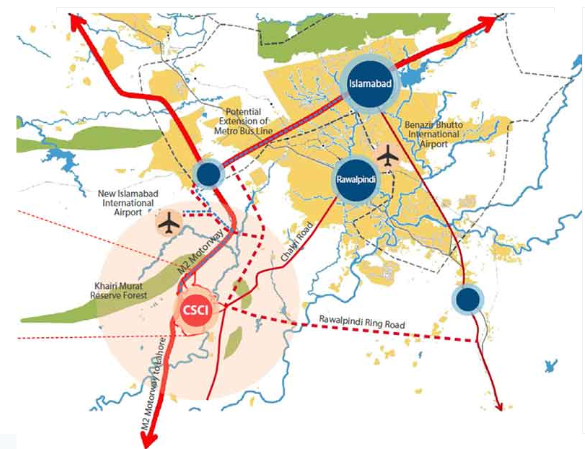 Islamabad
Potential
Extension of
Metro Bus Line
Benazir Bhutto
International
Airport
Rawalpindi
New Islamabad
International
Airport
M2 Motorway
Chakri Road
Khairi Murat
Reserve Forest
CSCI
Rawalpindi Ring Road
M2 Motorway to Lahore